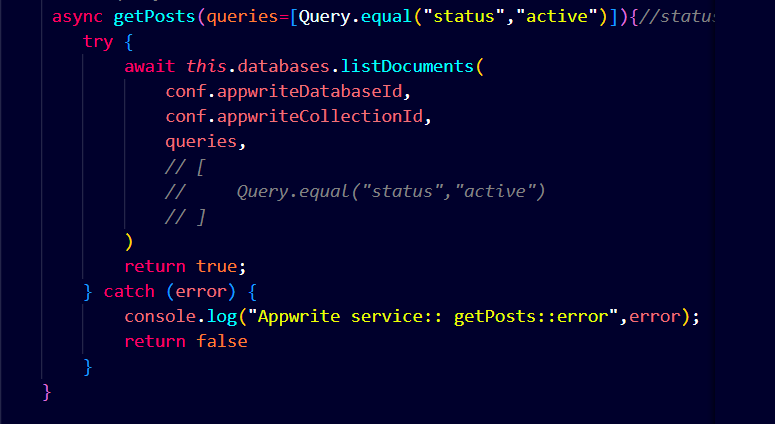 async getPosts(queries=[Query.equal("status","active")]){//status
try {
await this.databases.listDocuments(
conf.appwriteDatabaseId,
conf.appwriteCollectionId,
queries,
// [
//     Query.equal("status","active")
// ]
)
return true;
} catch (error) {
console.log("Appwrite service:: getPosts::error",error);
return false
}
}